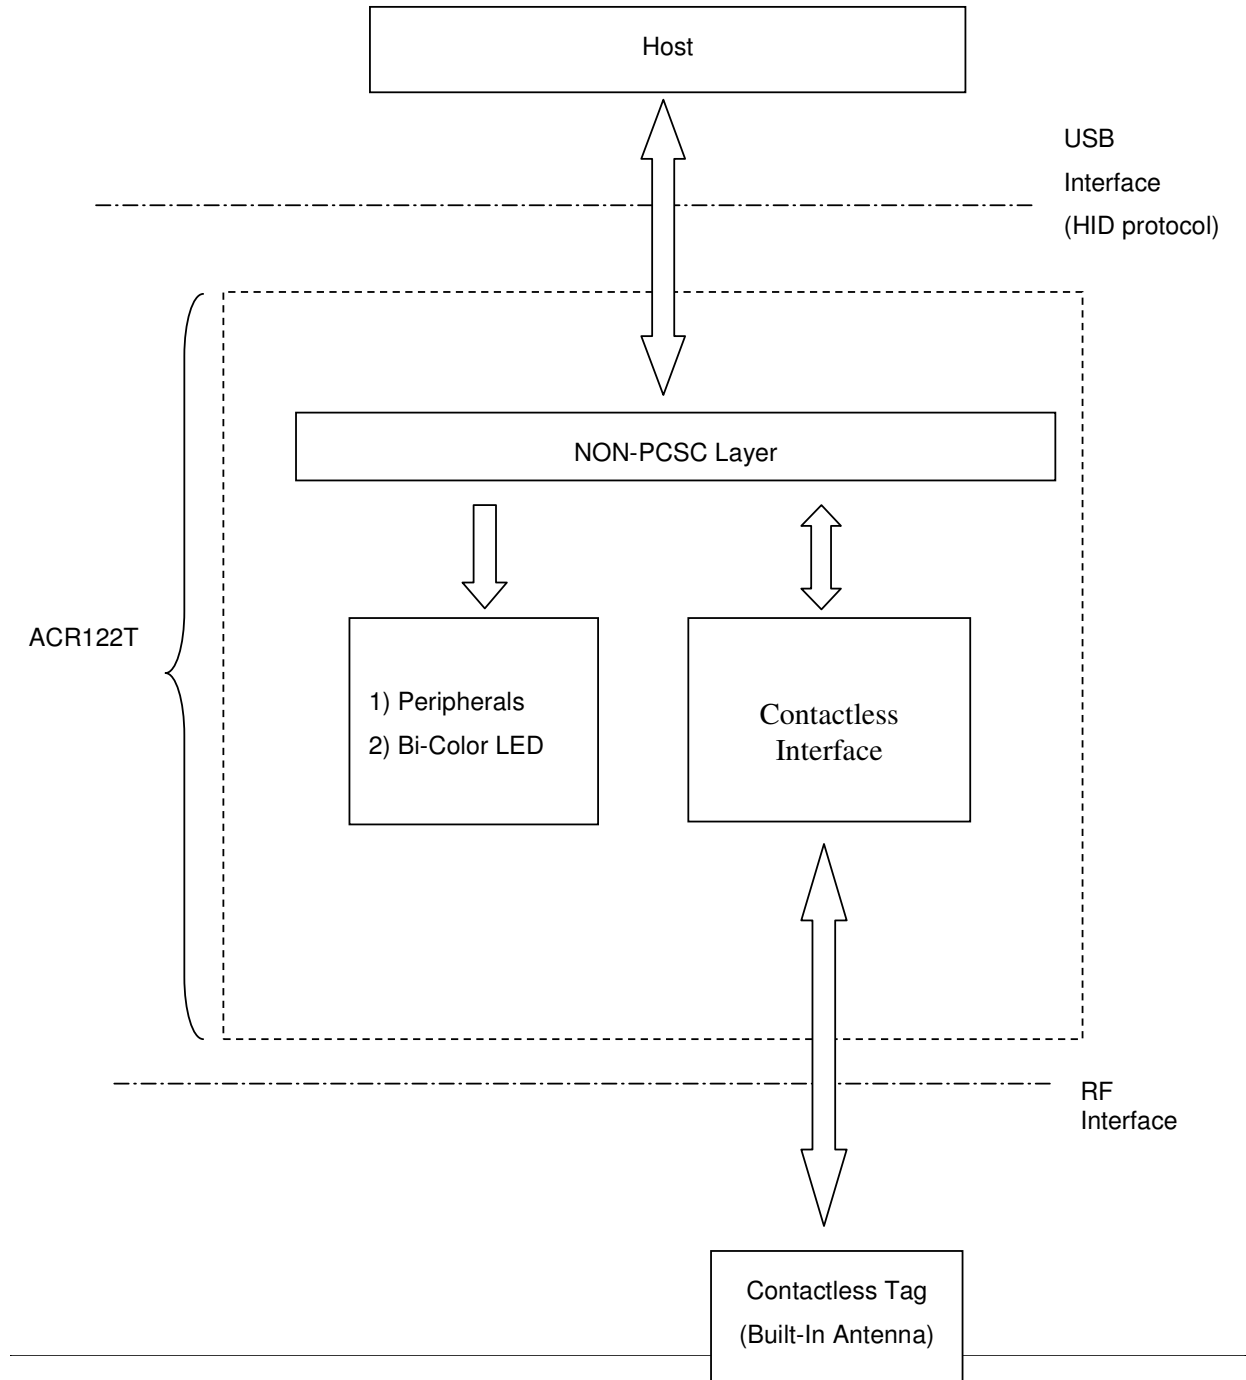 Host
USB
Interface
(HID protocol)
NON-PCSC Layer
ACR122T
1) Peripherals
2) Bi-Color LED
Contactless
Interface
RF
Interface
Contactless Tag
(Built-In Antenna)